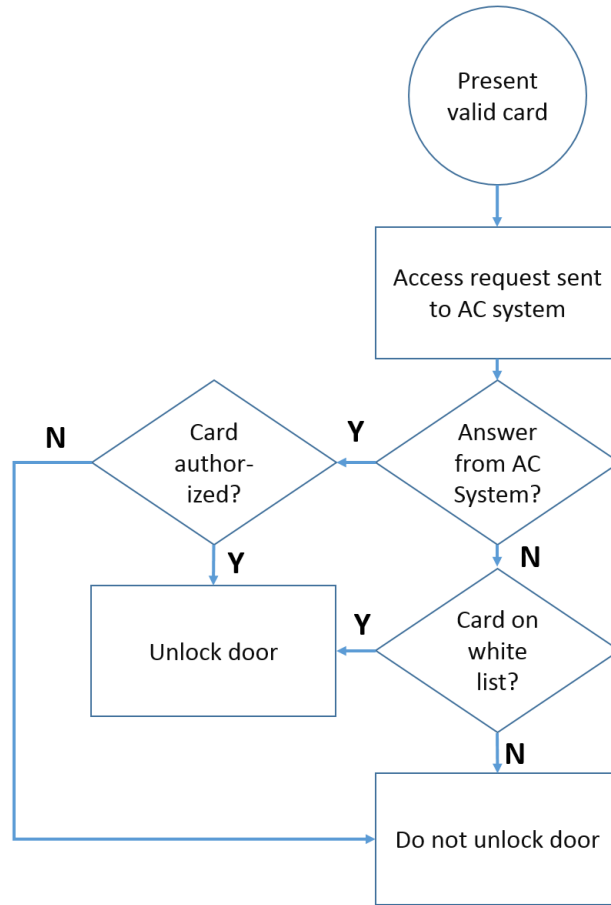 Present
valid card
Access request sent
to AC system
N
Card
author-
ized?
Y
Answer
from AC
System?
Y
N
Unlock door
Y
Card on
white
list?
N
Do not unlock door